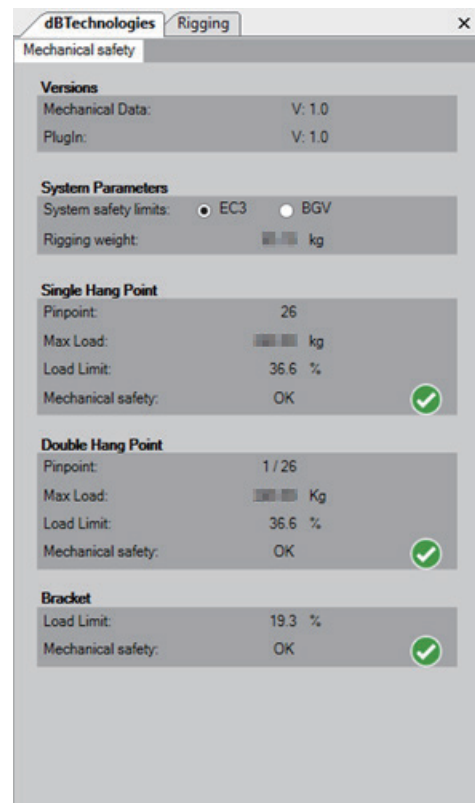 dBTechnologies Rigging
Mechanical safety
Versions
Mechanical Data: V: 1.0
PlugIn: V: 1.0
System Parameters
System safety limits: EC3 BGV
Rigging weight: kg
Single Hang Point
Pinpoint: 26
Max Load: kg
Load Limit: 36.6 %
Mechanical safety: OK
Double Hang Point
Pinpoint: 1 / 26
Max Load: Kg
Load Limit: 36.6 %
Mechanical safety: OK
Bracket
Load Limit: 19.3 %
Mechanical safety: OK